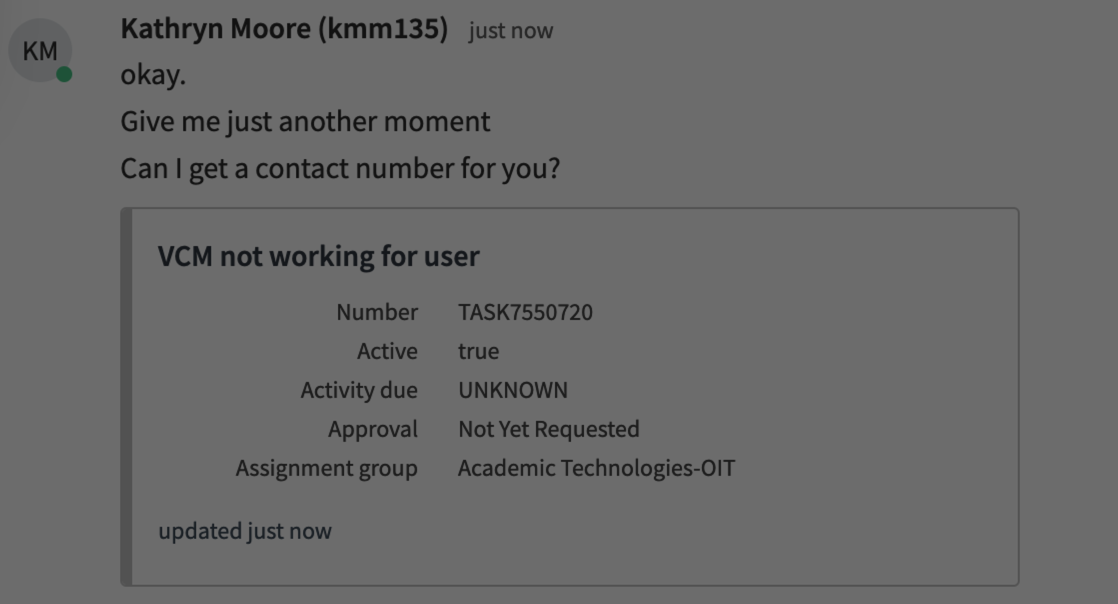 Kathryn Moore (kmm135) just now
KM
okay.
Give me just another moment
Can I get a contact number for you?
VCM not working for user
Number TASK7550720
Active true
Activity due UNKNOWN
Approval Not Yet Requested
Assignment group Academic Technologies-OIT
updated just now